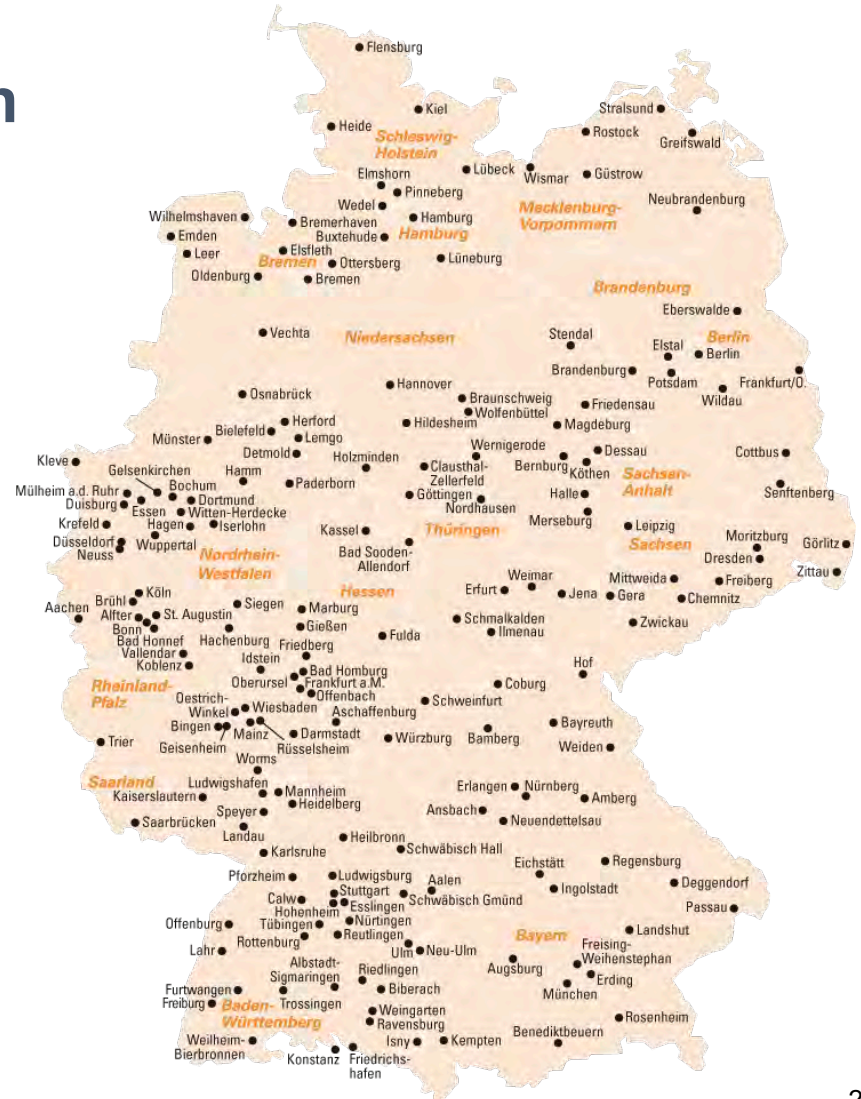 n
Flensburg
Kiel
Stralsund
Heide
Rostock
Greifswald
Schleswig-
Holstein
Elmshorn
Lübeck
Wismar
Güstrow
Pinneberg
Neubrandenburg
Wedel
Mecklenburg-
Vorpommern
Wilhelmshaven
Bremerhaven
Hamburg
Emden
Buxtehude
Hamburg
Leer
Elsfleth
Bremen
Ottersberg
Lüneburg
Oldenburg
Bremen
Brandenburg
Eberswalde
Vechta
Niedersachsen
Stendal
Berlin
Elstal
Berlin
Brandenburg
Potsdam
Frankfurt/O.
Wildau
Osnabrück
Hannover
Braunschweig
Wolfenbüttel
Friedensau
Herford
Hildesheim
Magdeburg
Bielefeld
Lemgo
Münster
Detmold
Holzminden
Wernigerode
Dessau
Cottbus
Kleve
Gelsenkirchen
Hamm
Clausthal-
Zellerfeld
Bernburg
Köthen
Sachsen-
Anhalt
Bochum
Paderborn
Senftenberg
Mülheim a.d. Ruhr
Göttingen
Halle
Duisburg
Essen
Dortmund
Nordhausen
Witten-Herdecke
Merseburg
Krefeld
Hagen
Iserlohn
Kassel
Thüringen
Leipzig
Düsseldorf
Wuppertal
Sachsen
Moritzburg
Görlitz
Neuss
Nordrhein-
Westfalen
Bad Sooden-
Allendorf
Dresden
Zittau
Weimar
Mittweida
Freiberg
Hessen
Erfurt
Jena
Gera
Chemnitz
Köln
Brühl
Siegen
Marburg
Aachen
Alfter
St. Augustin
Schmalkalden
Zwickau
Bonn
Gießen
Ilmenau
Bad Honnef
Hachenburg
Fulda
Vallendar
Friedberg
Koblenz
Idstein
Hof
Bad Homburg
Oberursel
Frankfurt a.M.
Coburg
Rheinland-
Pfalz
Offenbach
Oestrich-
Winkel
Wiesbaden
Aschaffenburg
Schweinfurt
Bingen
Mainz
Darmstadt
Würzburg
Bamberg
Bayreuth
Trier
Geisenheim
Rüsselsheim
Weiden
Worms
Saarland
Ludwigshafen
Mannheim
Erlangen
Nürnberg
Kaiserslautern
Heidelberg
Amberg
Speyer
Ansbach
Saarbrücken
Neuendettelsau
Landau
Heilbronn
Karlsruhe
Schwäbisch Hall
Eichstätt
Regensburg
Pforzheim
Ludwigsburg
Aalen
Deggendorf
Stuttgart
Ingolstadt
Calw
Schwäbisch Gmünd
Esslingen
Passau
Hohenheim
Nürtingen
Offenburg
Tübingen
Landshut
Rottenburg
Reutlingen
Bayern
Freising-
Weihenstephan
Lahr
Ulm
Neu-Ulm
Albstadt-
Sigmaringen
Riedlingen
Augsburg
Erding
Furtwangen
Biberach
München
Freiburg
Trossingen
Baden-
Württemberg
Weingarten
Ravensburg
Rosenheim
Weilheim-
Bierbronnen
Isny
Kempten
Benediktbeuern
Konstanz
Friedrichs-
hafen